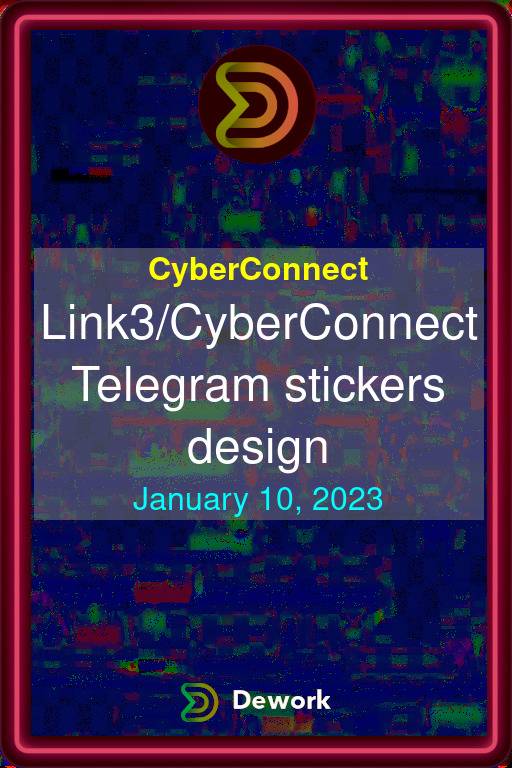 CyberConnect
Link3/CyberConnect
Telegram stickers
design
January 10, 2023
Dework